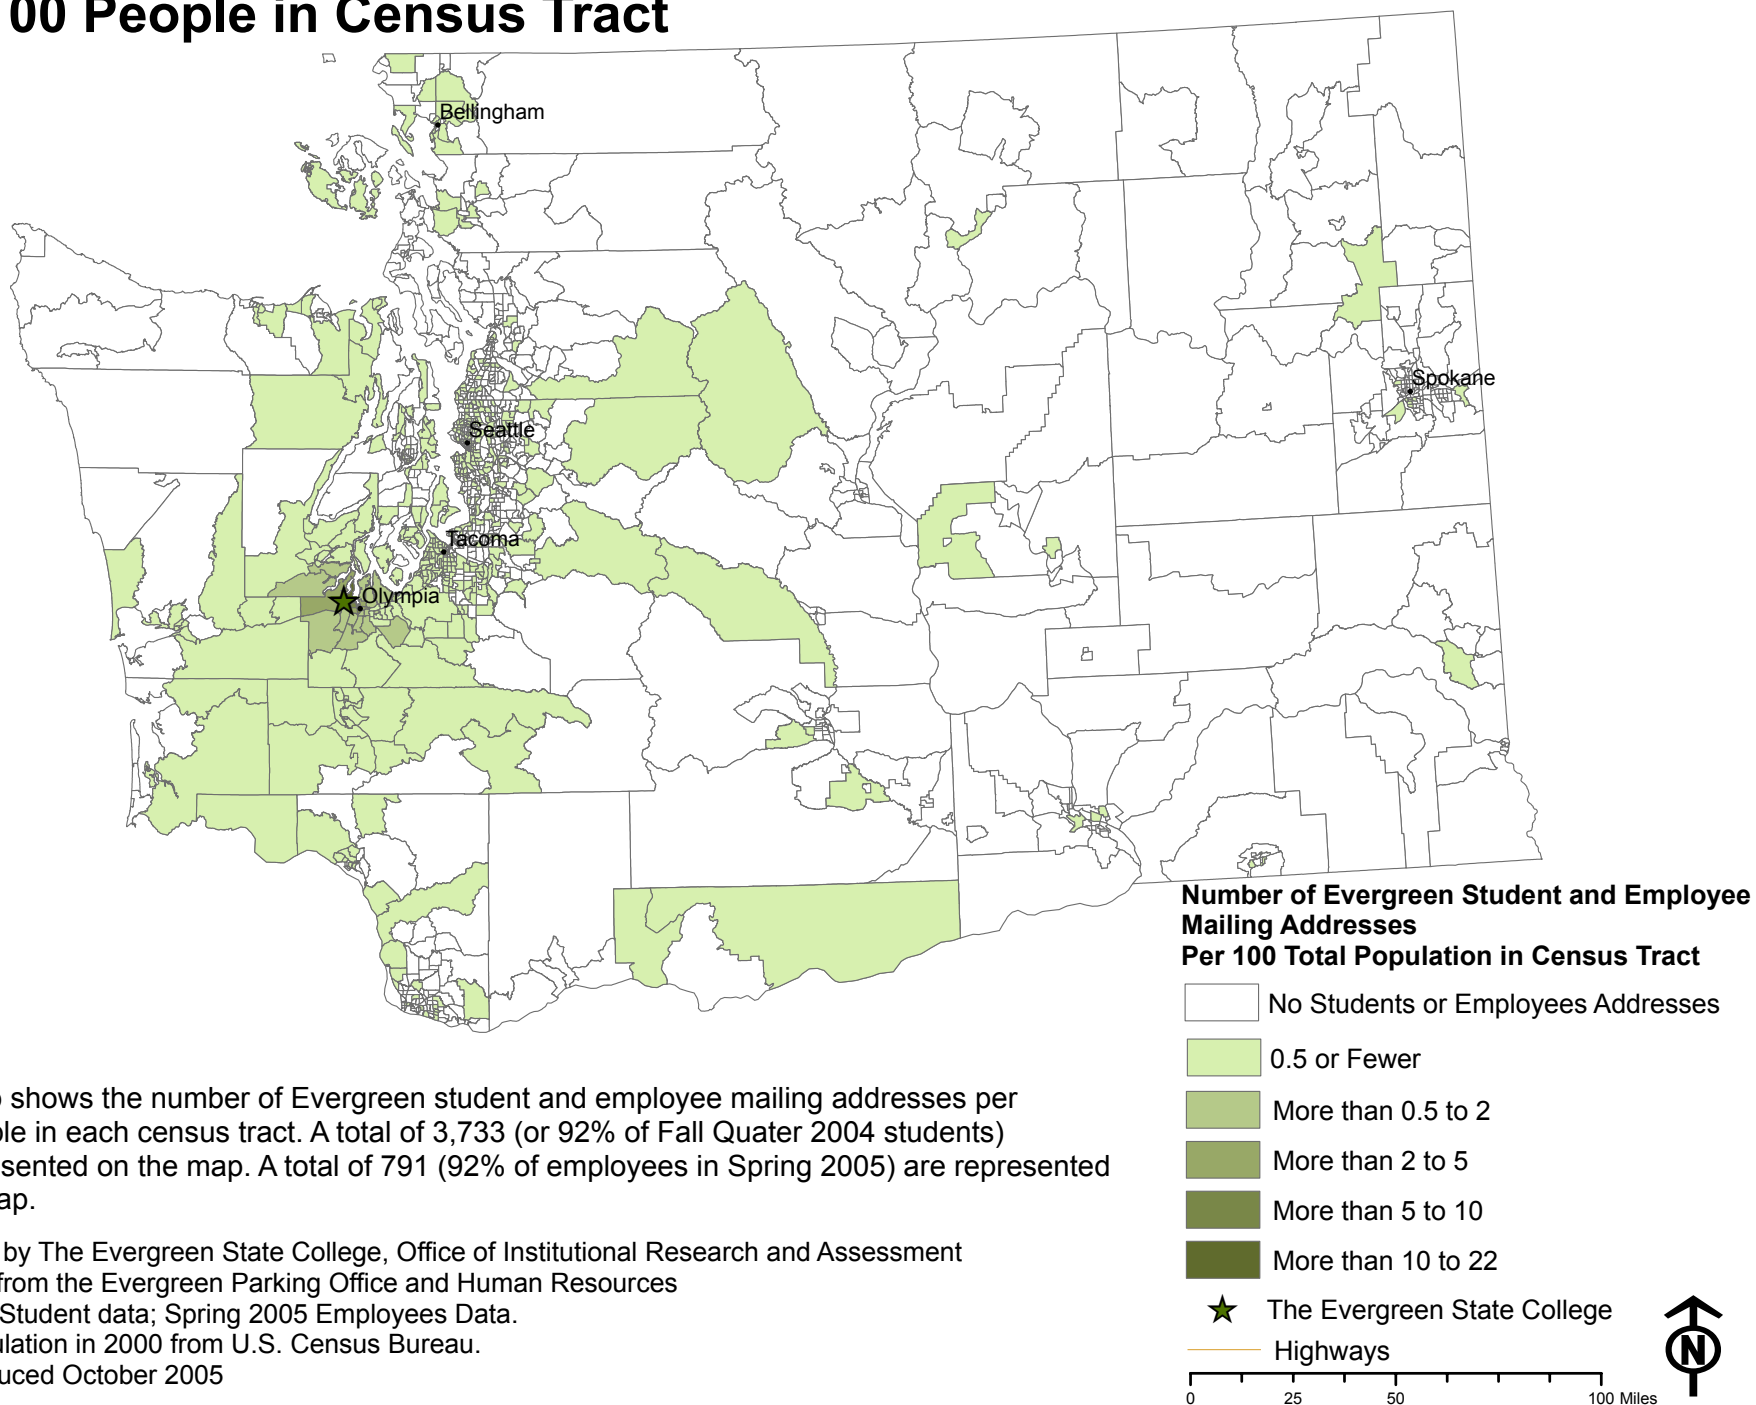 00 People in Census Tract
Bellingham
Spokane
Seattle
Tacoma
Olympia
Number of Evergreen Student and Employee
Mailing Addresses
Per 100 Total Population in Census Tract
No Students or Employees Addresses
0.5 or Fewer
More than 0.5 to 2
More than 2 to 5
More than 5 to 10
More than 10 to 22
The Evergreen State College
Highways
0 25 50 100 Miles
N
shows the number of Evergreen student and employee mailing addresses per
ple in each census tract. A total of 3,733 (or 92% of Fall Quater 2004 students)
sented on the map. A total of 791 (92% of employees in Spring 2005) are represented
ap.
by The Evergreen State College, Office of Institutional Research and Assessment
from the Evergreen Parking Office and Human Resources
Student data; Spring 2005 Employees Data.
ulation in 2000 from U.S. Census Bureau.
uced October 2005